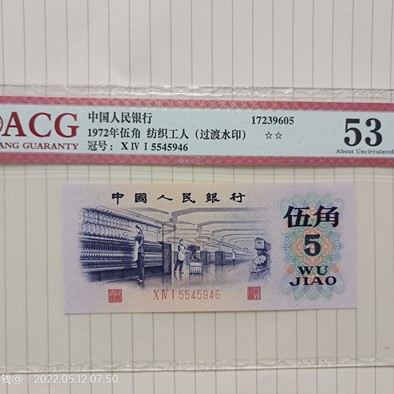 ACG
ANG GUARANTY
中国人民银行
1972年伍角 纺织工人（过渡水印）
冠号：X IV I 5545946
17239605
☆☆
53
About Uncirculated
中國人民銀行
伍角
5
WU
JIAO
X IV I 5545946
钱@ 2022.05.12 07:50